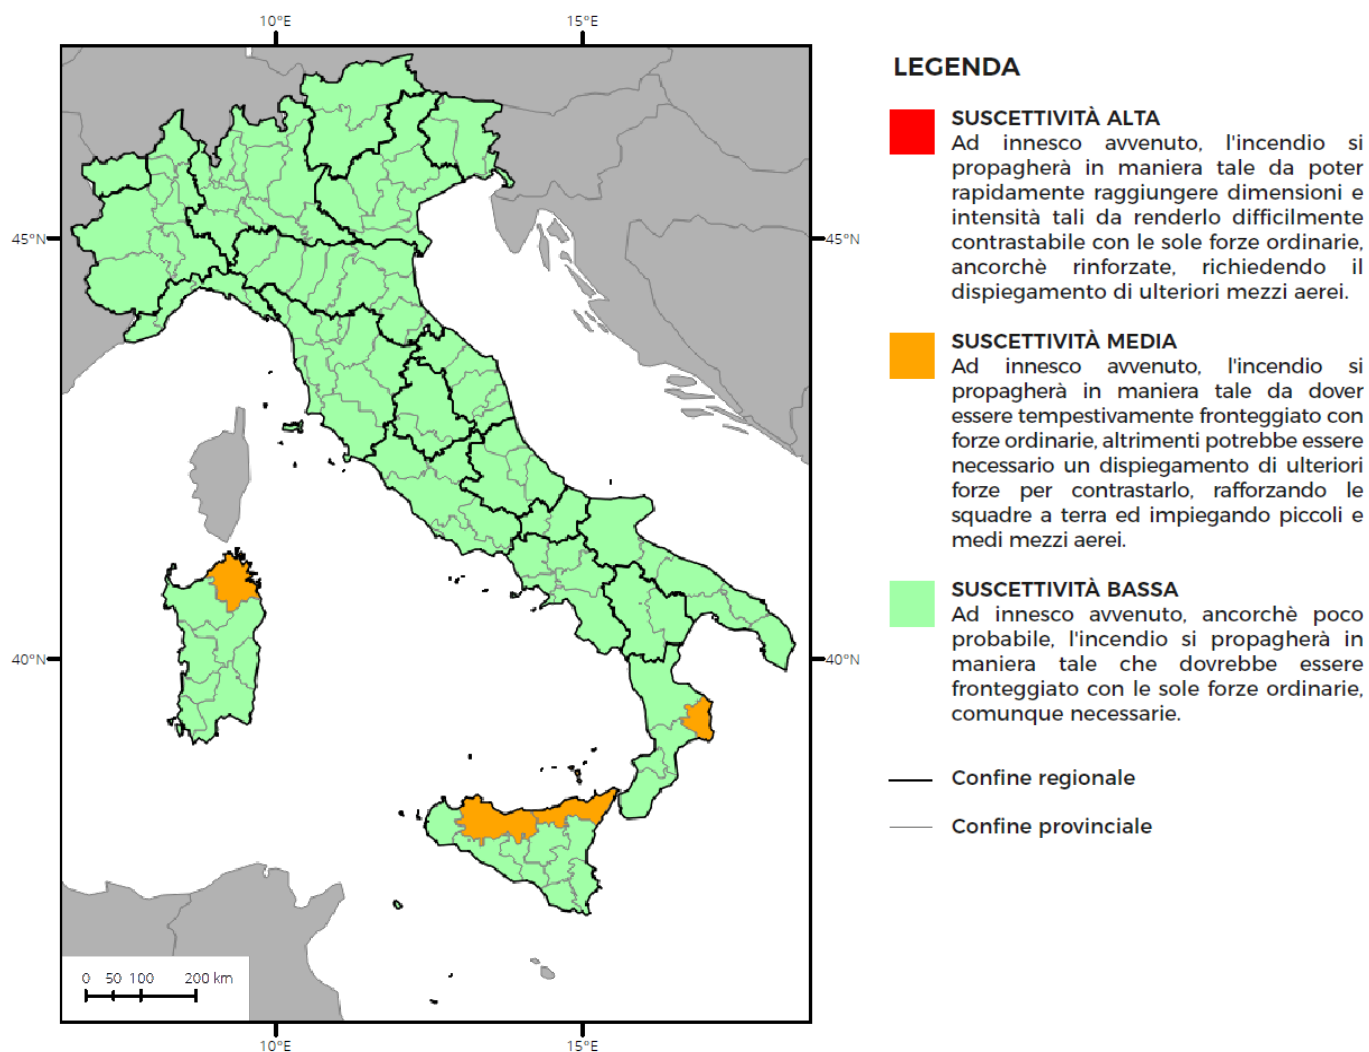 10°E 15°E
LEGENDA
SUSCETTIVITÀ ALTA
Ad innesco avvenuto, l'incendio si
propagherà in maniera tale da poter
rapidamente raggiungere dimensioni e
intensità tali da renderlo difficilmente
contrastabile con le sole forze ordinarie,
ancorchè rinforzate, richiedendo il
dispiegamento di ulteriori mezzi aerei.
45°N 45°N
SUSCETTIVITÀ MEDIA
Ad innesco avvenuto, l'incendio si
propagherà in maniera tale da dover
essere tempestivamente fronteggiato con
forze ordinarie, altrimenti potrebbe essere
necessario un dispiegamento di ulteriori
forze per contrastarlo, rafforzando le
squadre a terra ed impiegando piccoli e
medi mezzi aerei.
SUSCETTIVITÀ BASSA
Ad innesco avvenuto, ancorchè poco
probabile, l'incendio si propagherà in
maniera tale che dovrebbe essere
fronteggiato con le sole forze ordinarie,
comunque necessarie.
40°N 40°N
Confine regionale
Confine provinciale
0 50 100 200 km
10°E 15°E